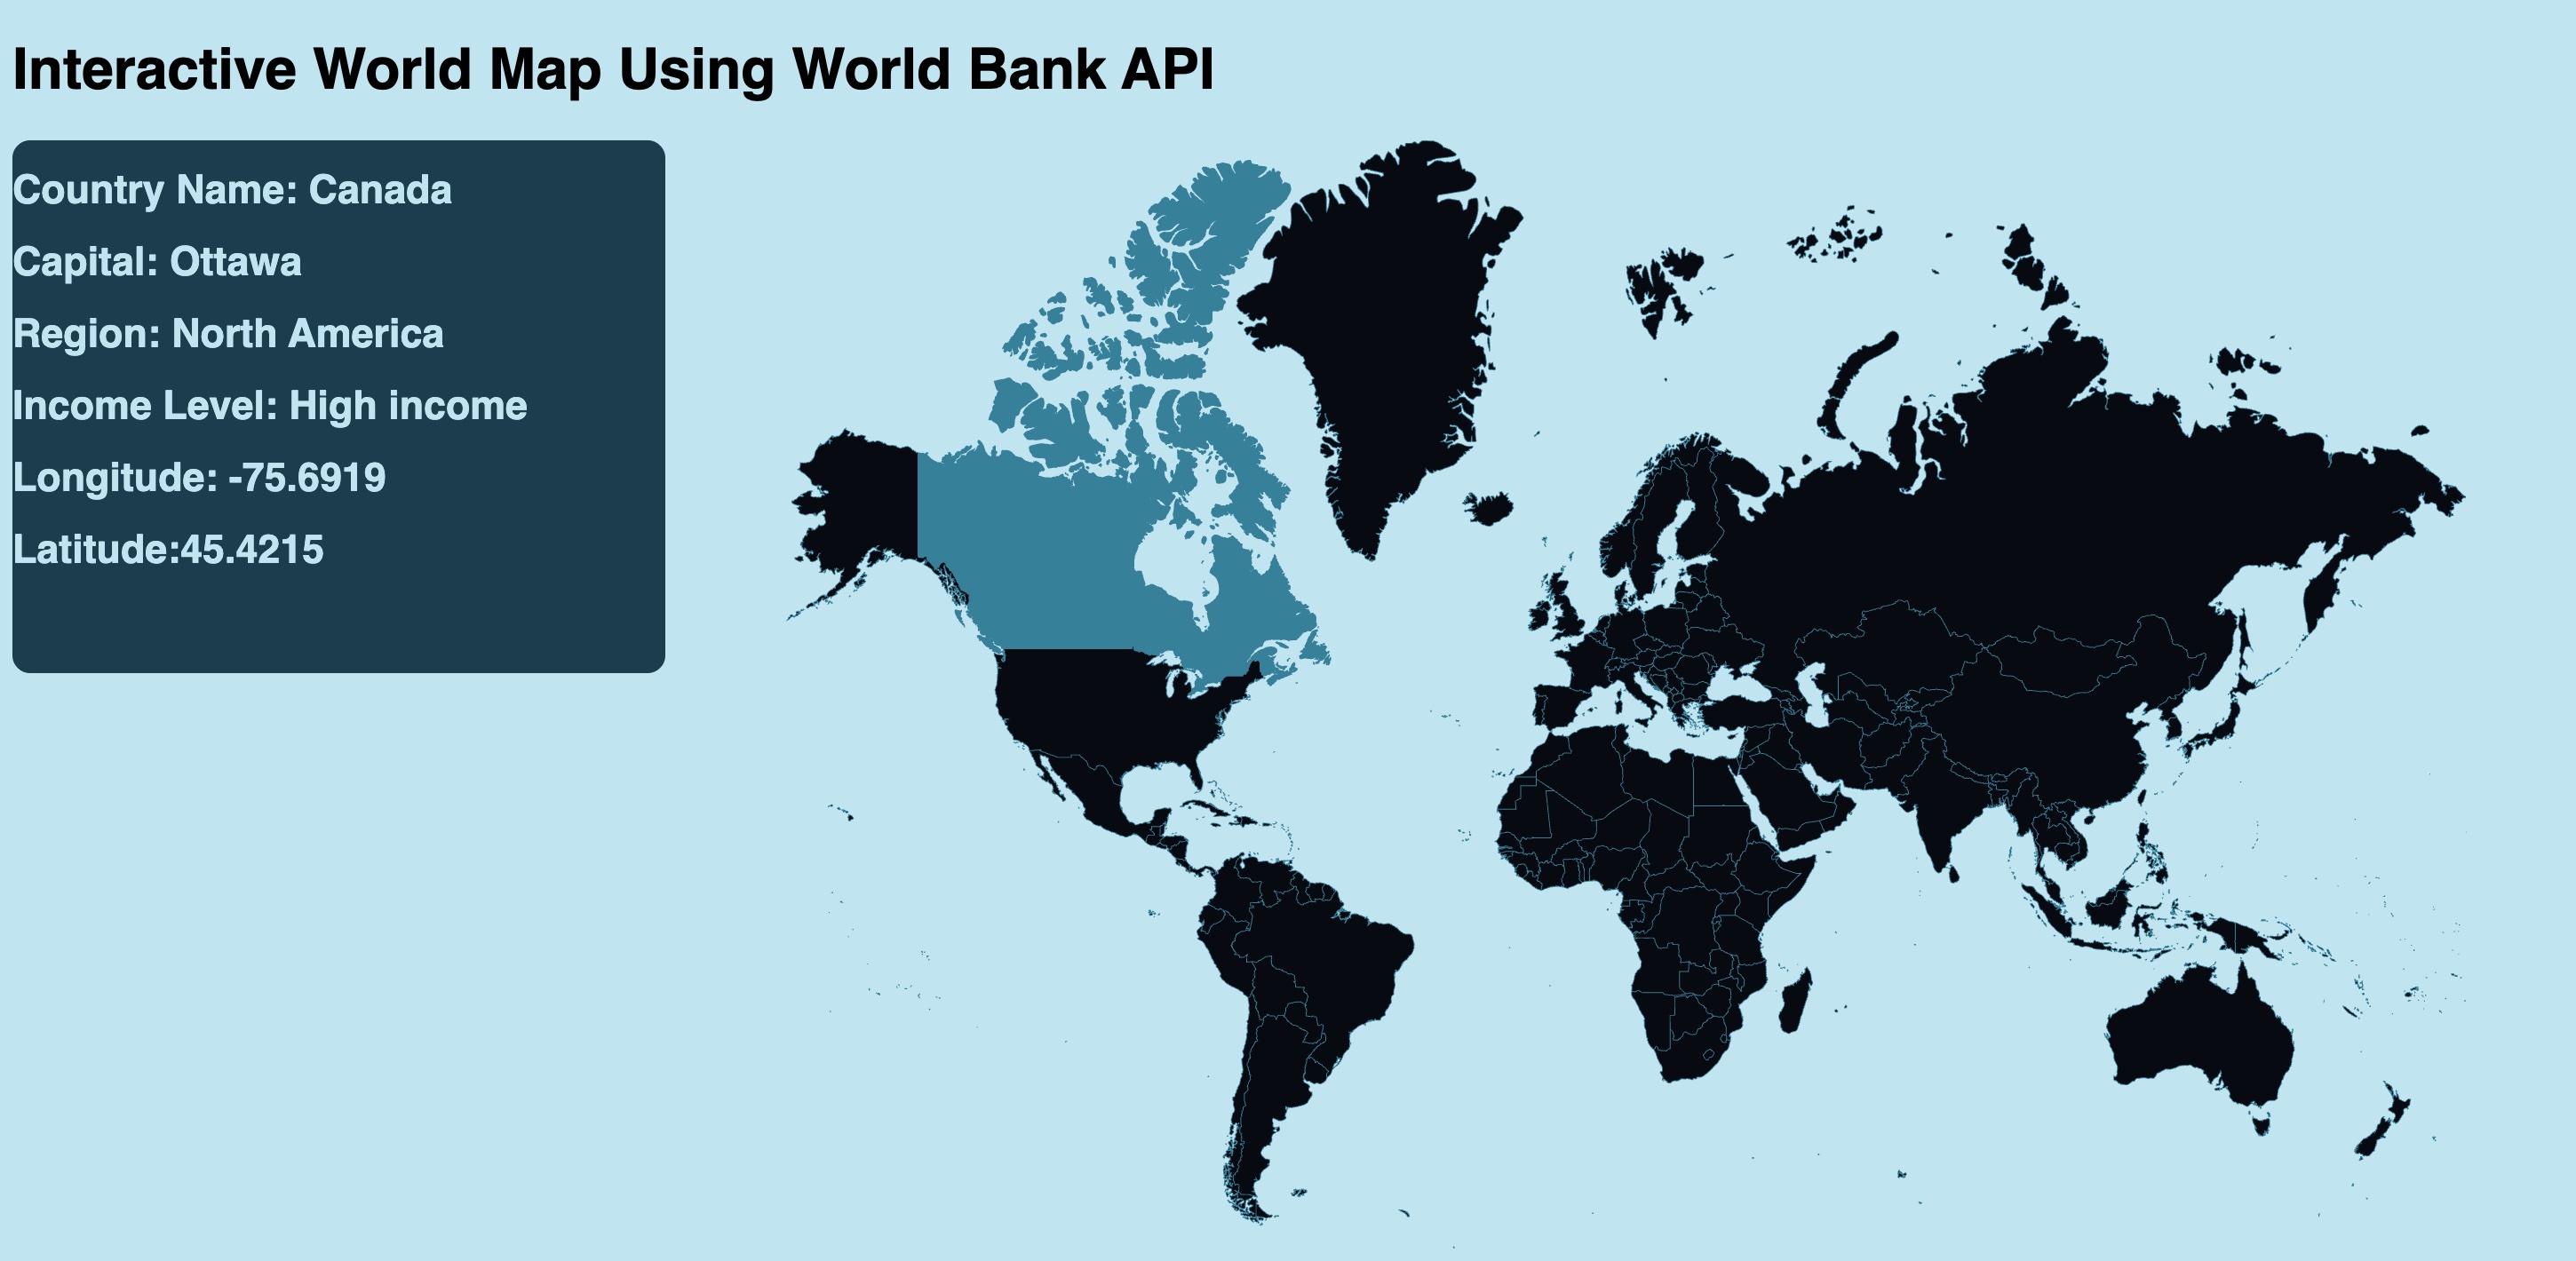 Interactive World Map Using World Bank API
Country Name: Canada
Capital: Ottawa
Region: North America
Income Level: High income
Longitude: -75.6919
Latitude:45.4215